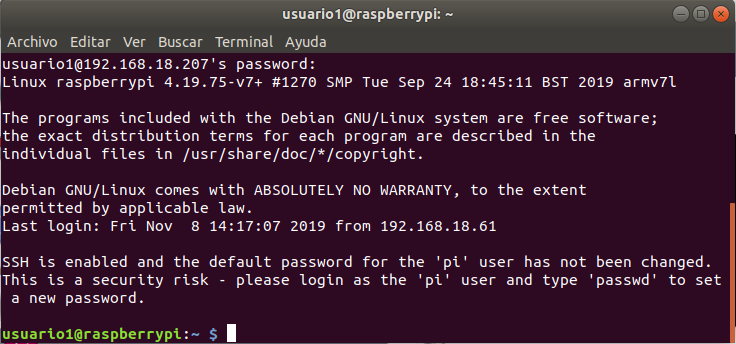 usuario1@raspberrypi: ~
Archivo Editar Ver Buscar Terminal Ayuda
usuario1@192.168.18.207's password:
Linux raspberrypi 4.19.75-v7+ #1270 SMP Tue Sep 24 18:45:11 BST 2019 armv7l

The programs included with the Debian GNU/Linux system are free software;
the exact distribution terms for each program are described in the
individual files in /usr/share/doc/*/copyright.

Debian GNU/Linux comes with ABSOLUTELY NO WARRANTY, to the extent
permitted by applicable law.
Last login: Fri Nov  8 14:17:07 2019 from 192.168.18.61

SSH is enabled and the default password for the 'pi' user has not been changed.
This is a security risk - please login as the 'pi' user and type 'passwd' to set
 a new password.

usuario1@raspberrypi:~ $